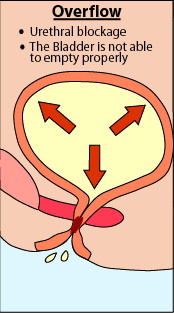 Overflow
• Urethral blockage
• The Bladder is not able
to empty properly